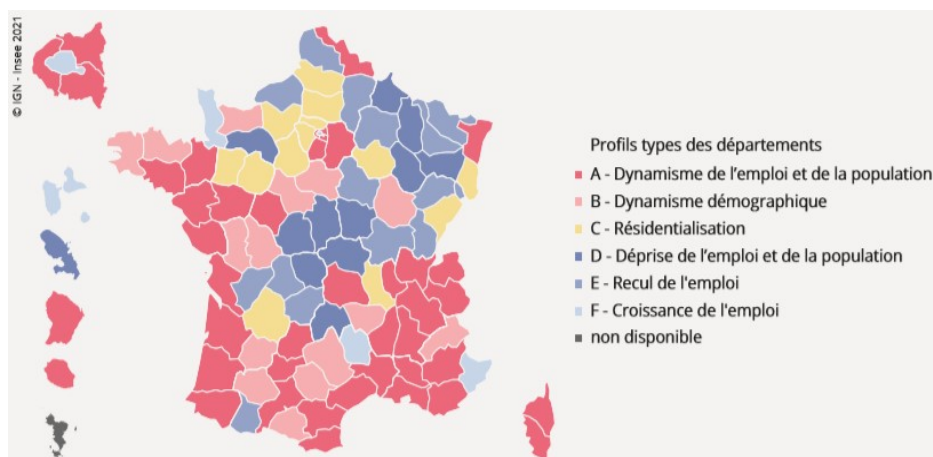 © IGN - Insee 2021
Profils types des départements
A - Dynamisme de l'emploi et de la population
B - Dynamisme démographique
C - Résidentialisation
D - Déprise de l'emploi et de la population
E - Recul de l'emploi
F - Croissance de l'emploi
non disponible